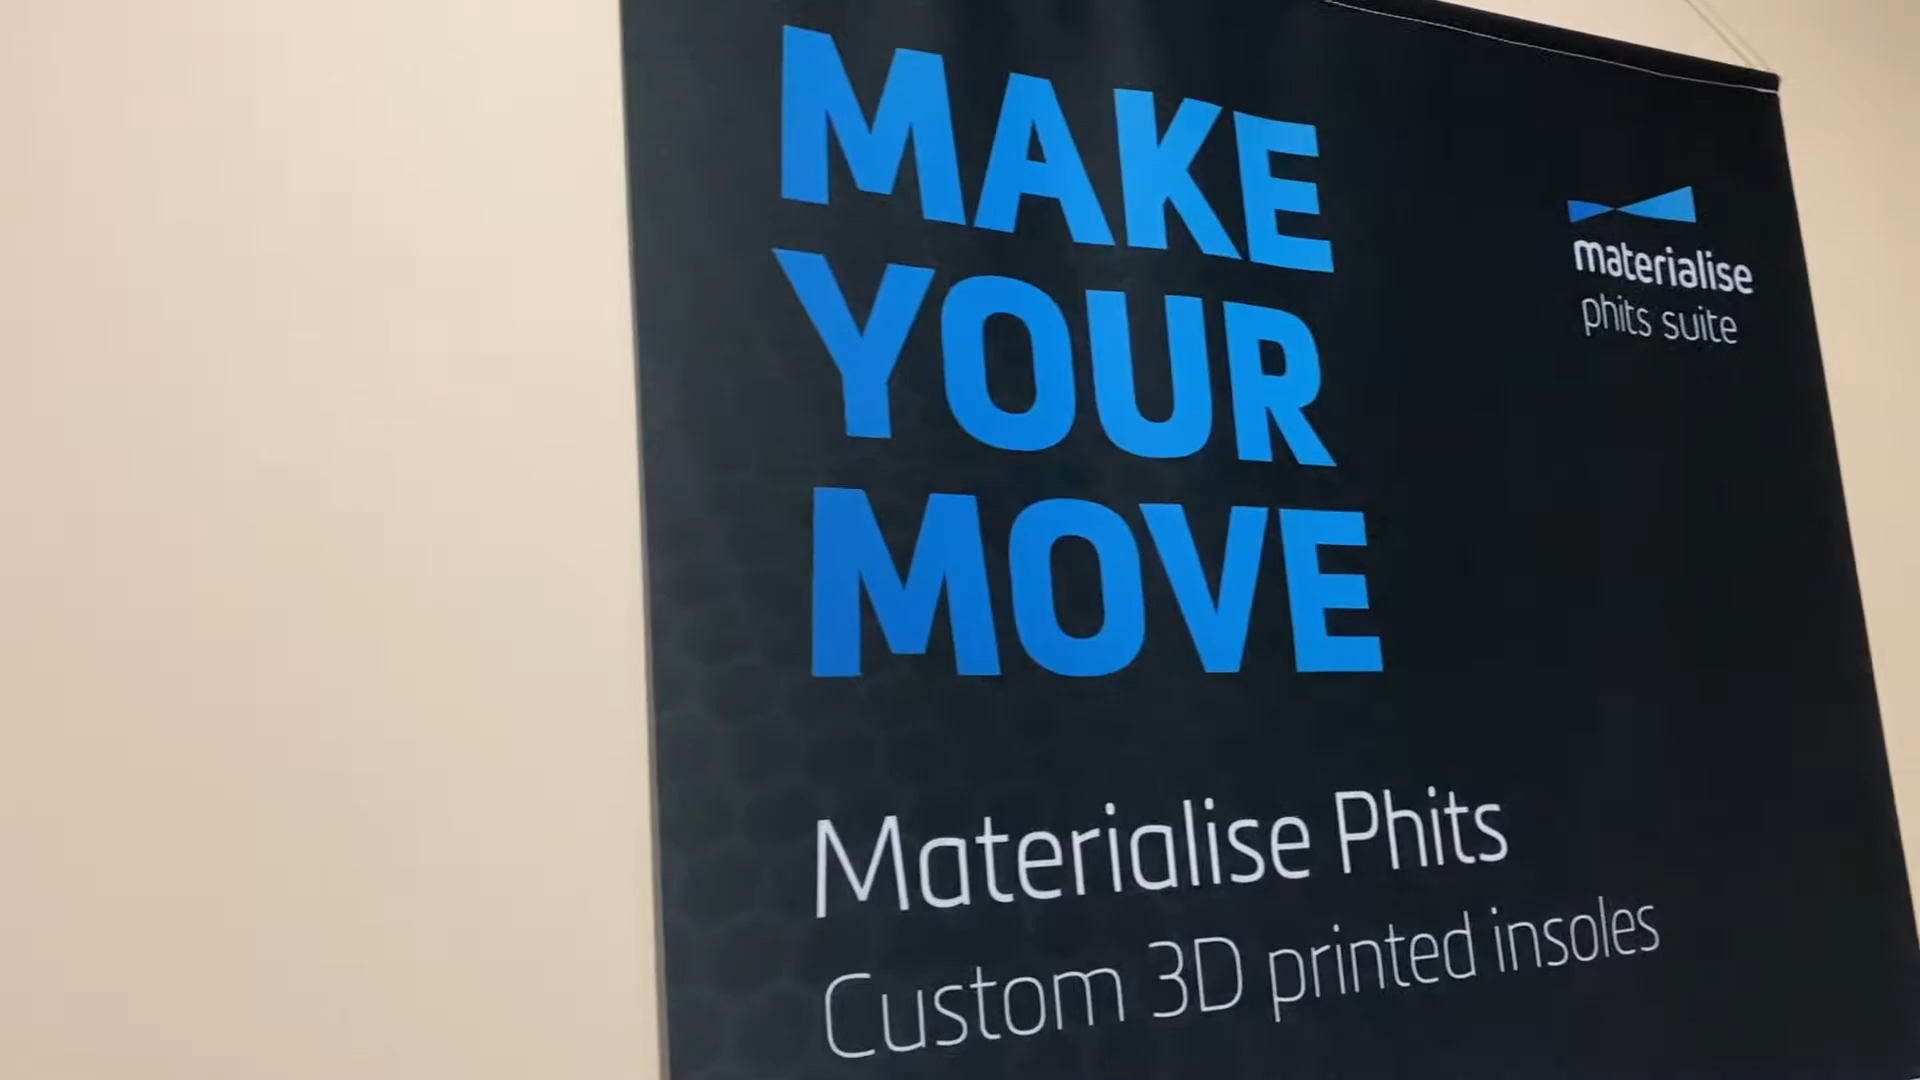 MAKE
YOUR
MOVE
materialise
phits suite
Materialise Phits
Custom 3D printed insoles